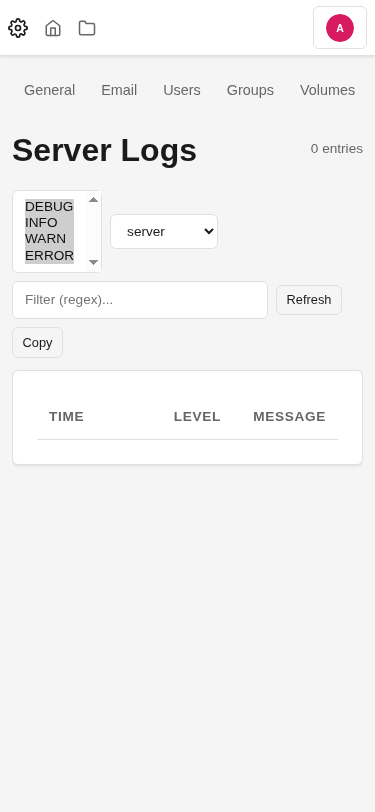 A
General Email Users Groups Volumes
Server Logs
0 entries
DEBUG
INFO
WARN
ERROR
server
Filter (regex)...
Refresh
Copy
TIME LEVEL MESSAGE